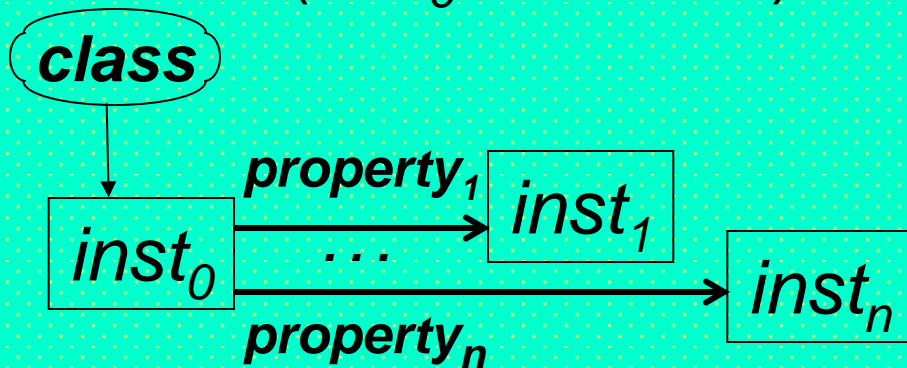 class
property₁
inst₁
inst₀
...
instₙ
propertyₙ